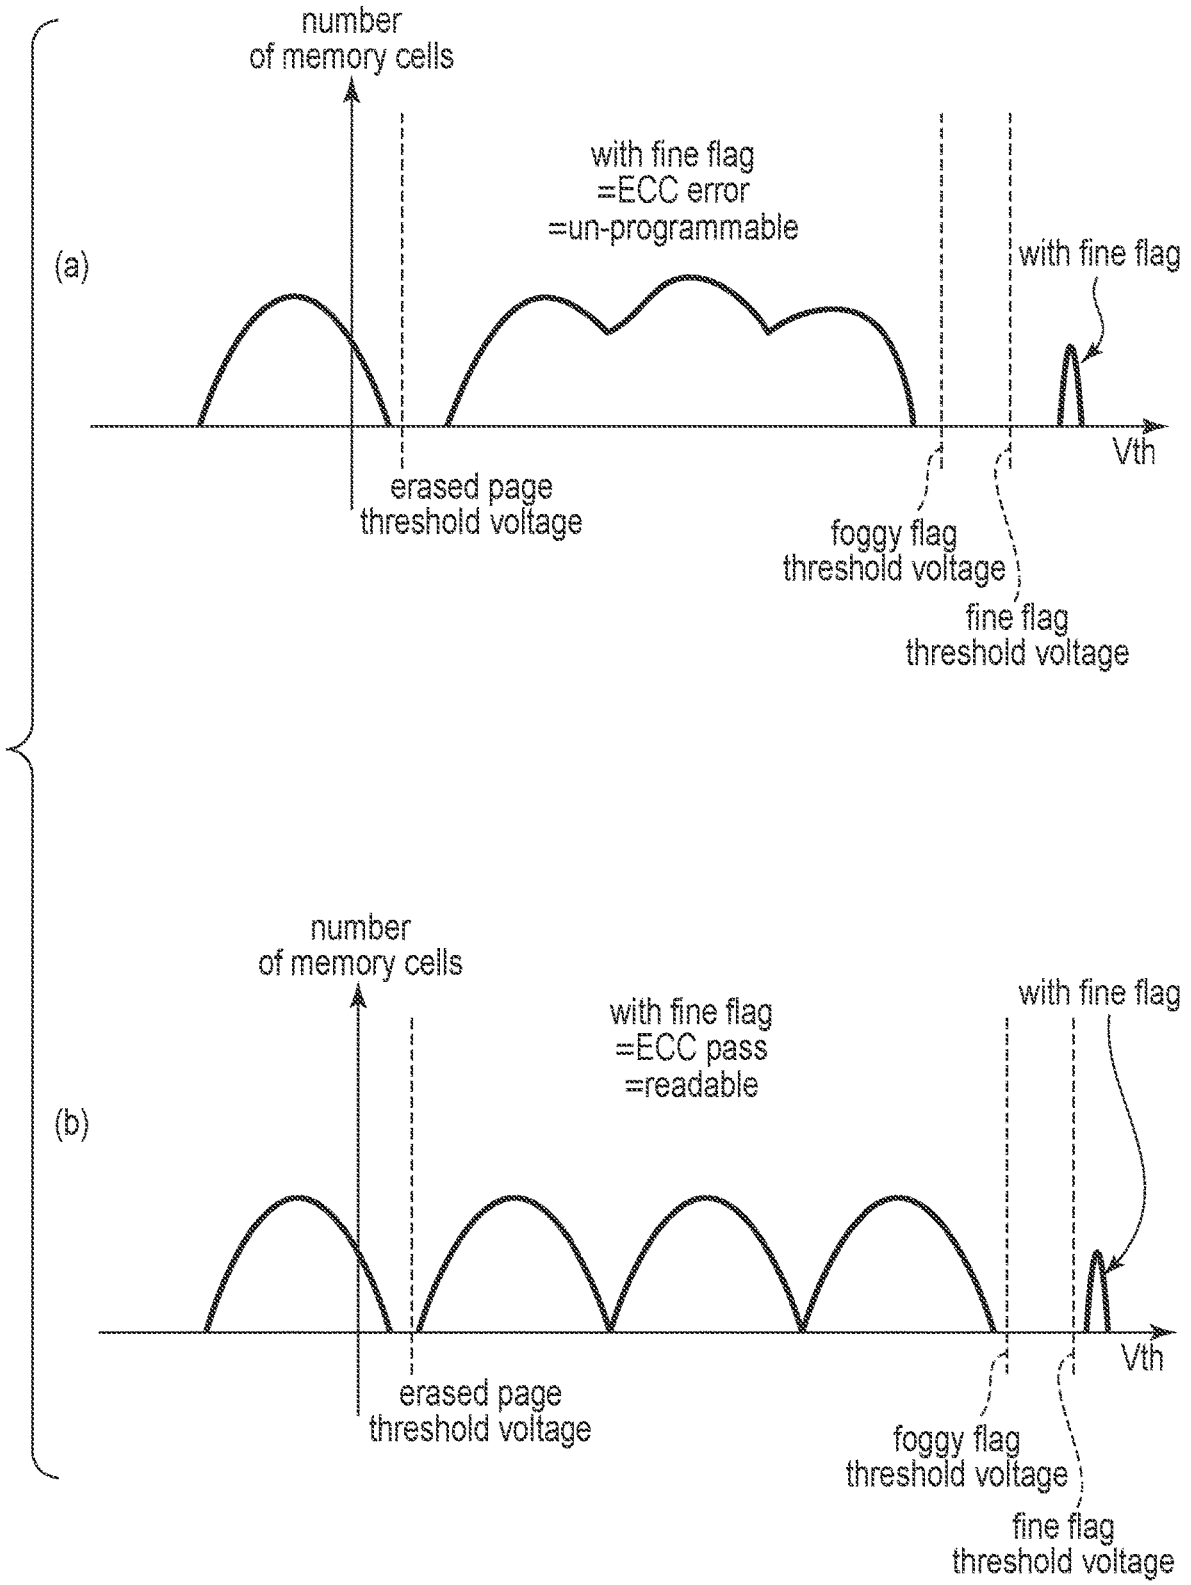 number
of memory cells
with fine flag
=ECC error
=un-programmable
(a)
with fine flag
Vth
erased page
threshold voltage
foggy flag
threshold voltage
fine flag
threshold voltage
number
of memory cells
with fine flag
with fine flag
=ECC pass
=readable
(b)
Vth
erased page
threshold voltage
foggy flag
threshold voltage
fine flag
threshold voltage